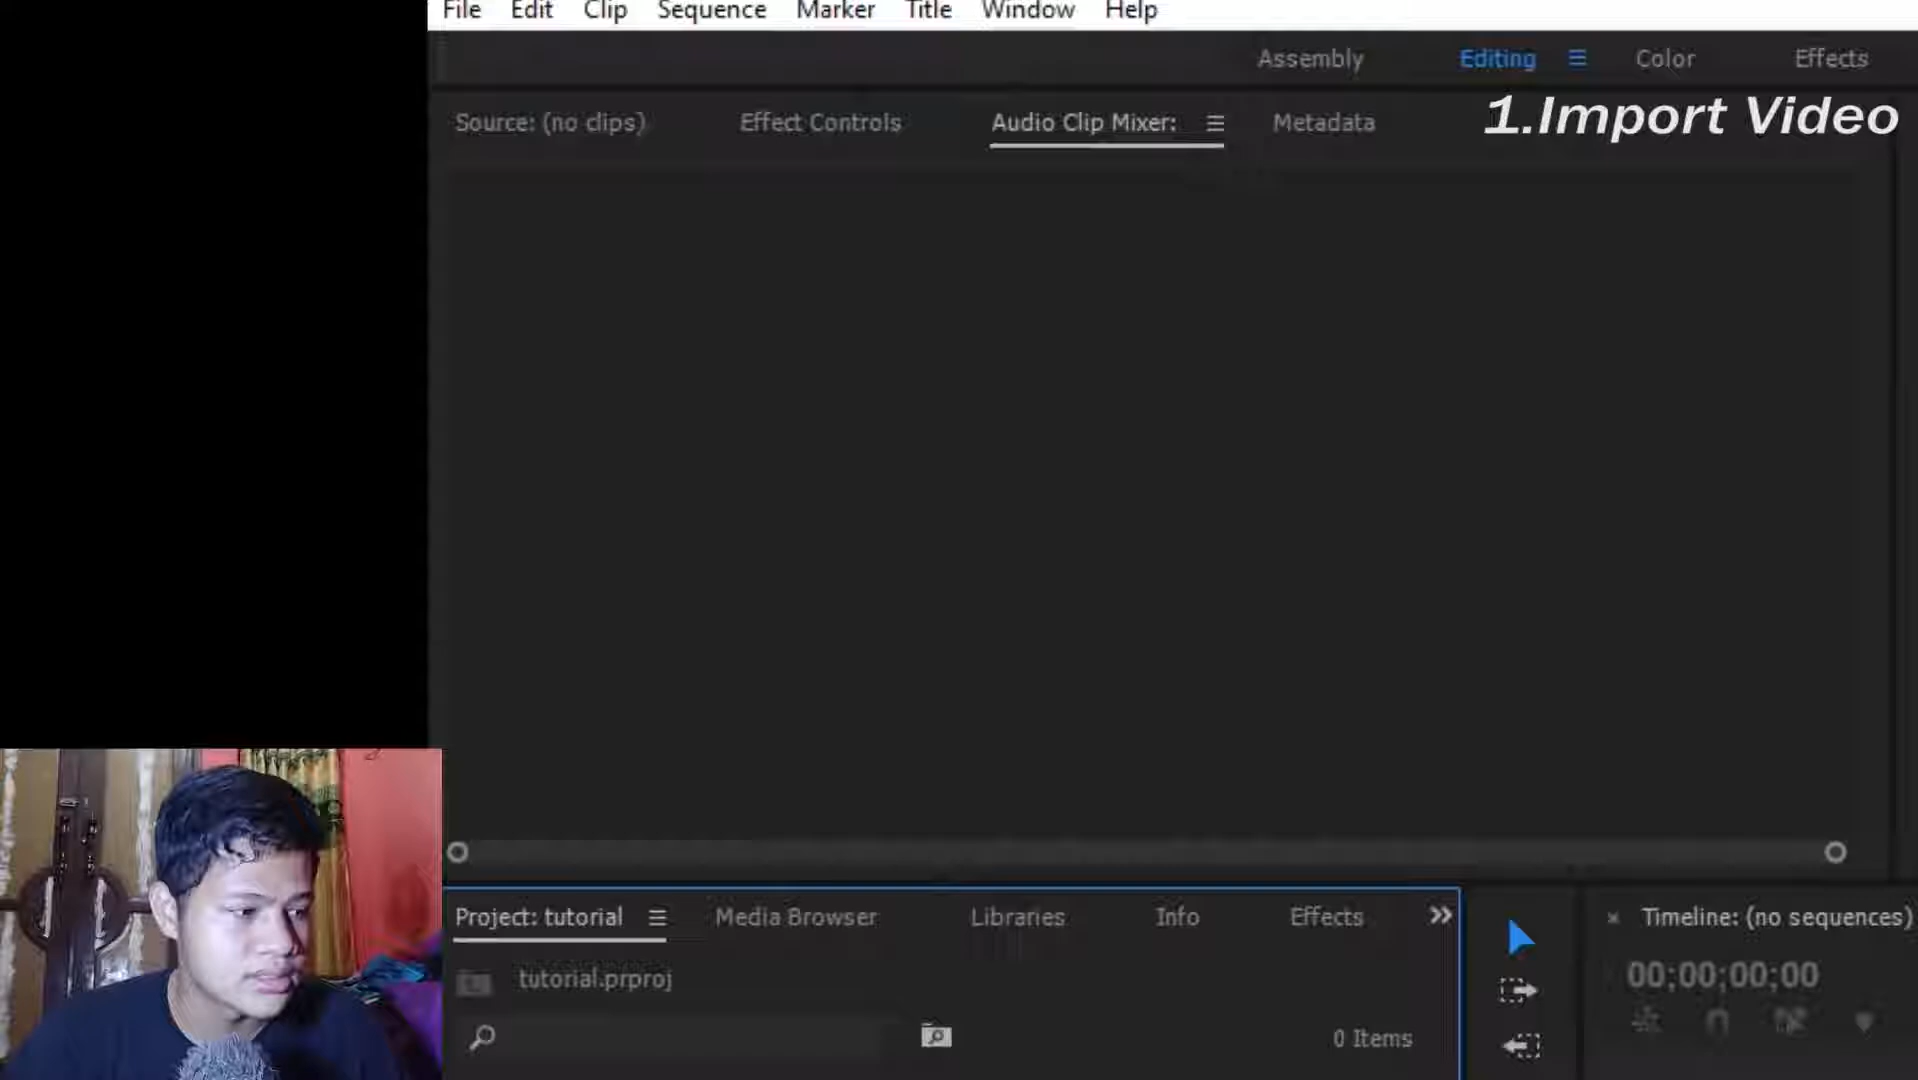 File Edit Clip Sequence Marker Title Window Help
Assembly Editing Color Effects
Source: (no clips) Effect Controls Audio Clip Mixer: Metadata
1.Import Video
Project: tutorial Media Browser Libraries Info Effects
Timeline: (no sequences)
tutorial.prproj
00;00;00;00
0 Items